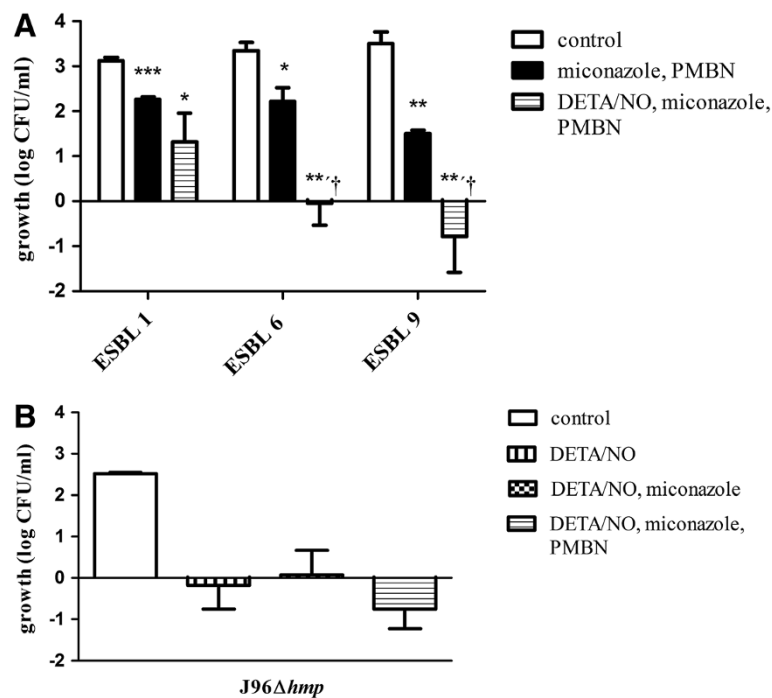 A
growth (log CFU/ml)
4
3
2
1
0
-1
-2
***
*
*
**′†
**
**′†
ESBL 1
ESBL 6
ESBL 9
control
miconazole, PMBN
DETA/NO, miconazole,
PMBN
B
growth (log CFU/ml)
4
3
2
1
0
-1
-2
J96Δhmp
control
DETA/NO
DETA/NO, miconazole
DETA/NO, miconazole,
PMBN